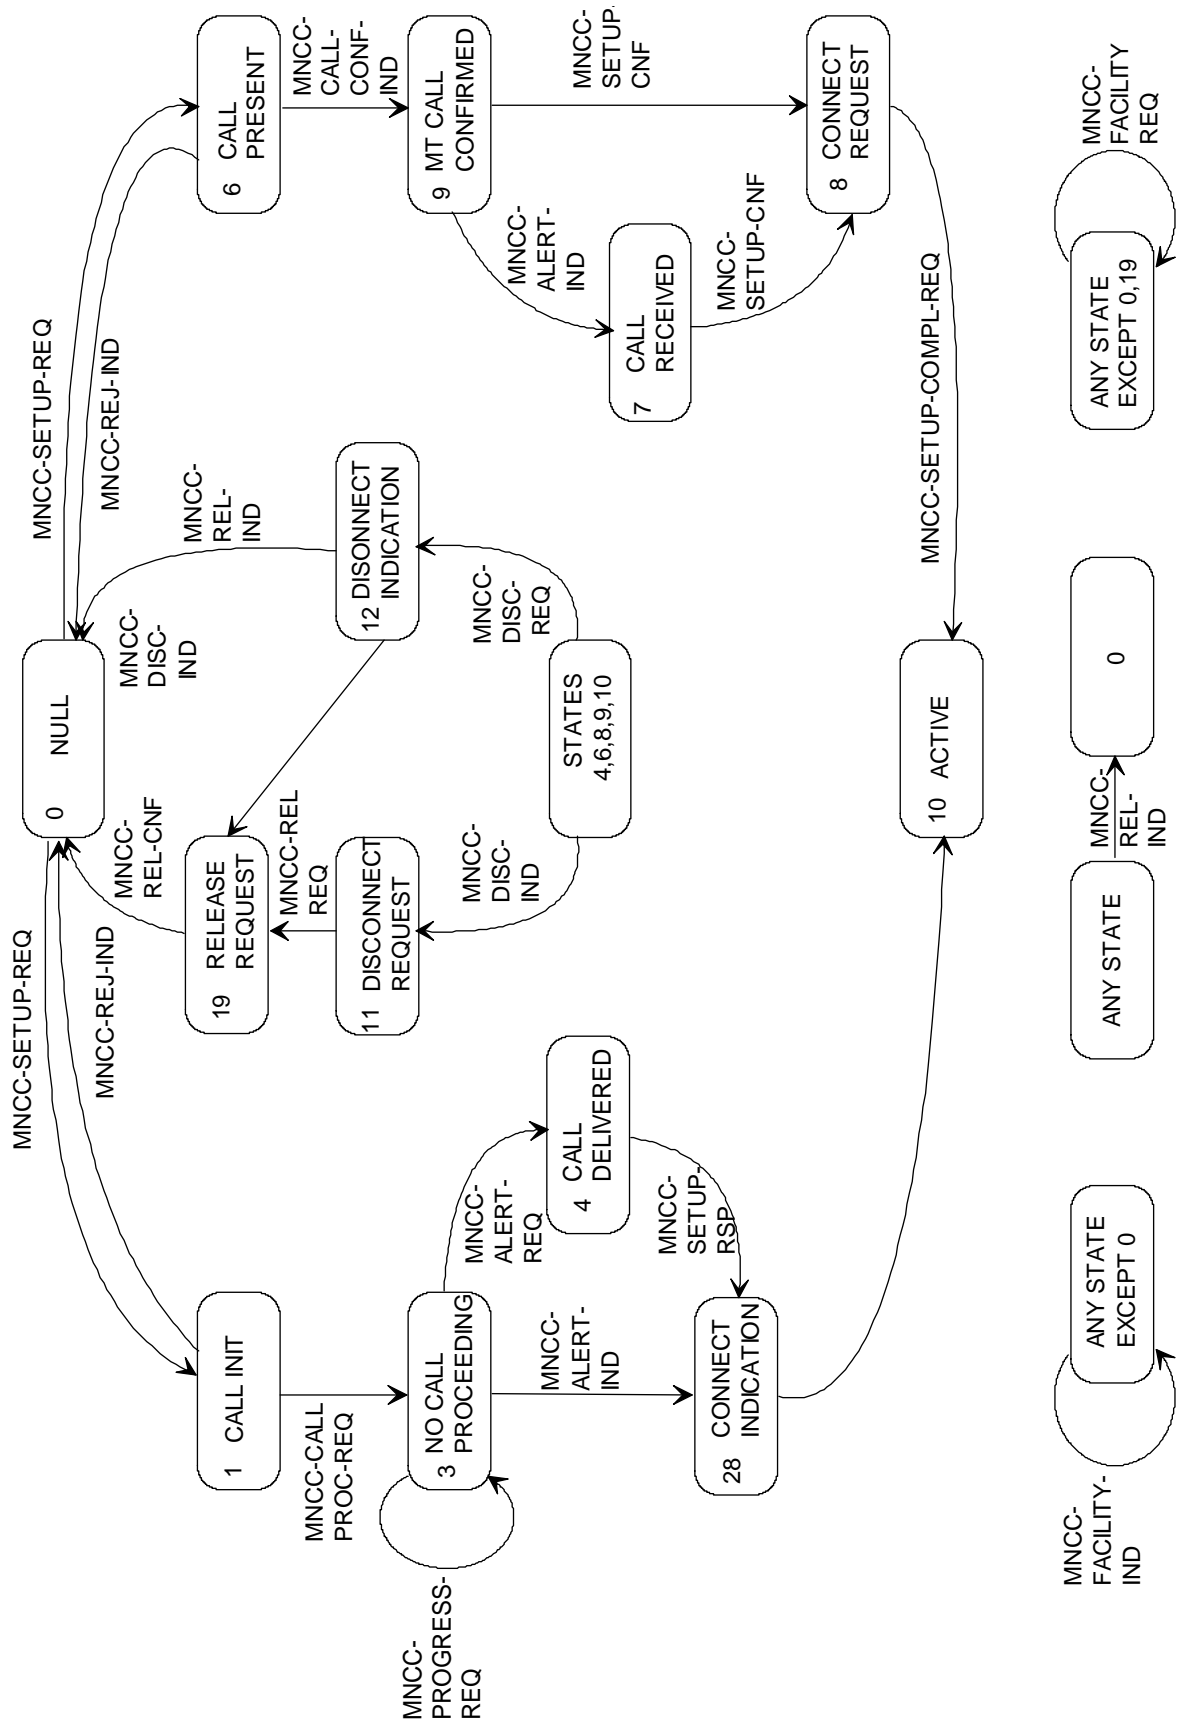 MNCC-SETUP-REQ
MNCC-REJ-IND
0 NULL
MNCC-SETUP-REQ
MNCC-REJ-IND
1 CALL INIT
MNCC-
REL-CNF
MNCC-
DISC-
IND
MNCC-
REL-
IND
6 CALL
PRESENT
19 RELEASE
REQUEST
MNCC-CALL
PROC-REQ
MNCC-REL
REQ
MNCC-
CALL-
CONF-
IND
11 DISCONNECT
REQUEST
12 DISONNECT
INDICATION
MNCC-
PROGRESS-
REQ
3 NO CALL
PROCEEDING
MNCC-
ALERT-
REQ
MNCC-
DISC-
IND
MNCC-
DISC-
REQ
9 MT CALL
CONFIRMED
MNCC-
ALERT-
IND
4 CALL
DELIVERED
STATES
4,6,8,9,10
MNCC-
ALERT-
IND
MNCC-
SETUP-
CNF
7 CALL
RECEIVED
MNCC-
SETUP-
RSP
MNCC-
SETUP-CNF
28 CONNECT
INDICATION
8 CONNECT
REQUEST
10 ACTIVE
MNCC-SETUP-COMPL-REQ
MNCC-
FACILITY-
IND
ANY STATE
EXCEPT 0
ANY STATE
MNCC-
REL-
IND
0
ANY STATE
EXCEPT 0,19
MNCC-
FACILITY
REQ